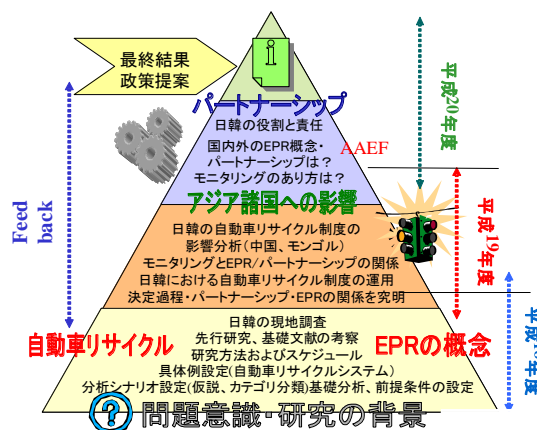 最終結果
政策提案
パートナーシップ
日韓の役割と責任
国内外のEPR概念・
パートナーシップは?
モニタリングのあり方は?
AAEF
アジア諸国への影響
日韓の自動車リサイクル制度の
影響分析(中国、モンゴル)
モニタリングとEPR/パートナーシップの関係
日韓における自動車リサイクル制度の運用
決定過程・パートナーシップ・EPRの関係を究明
自動車リサイクル
EPRの概念
日韓の現地調査
先行研究、基礎文献の考察
研究方法およびスケジュール
具体例設定(自動車リサイクルシステム)
分析シナリオ設定(仮説、カテゴリ分類)基礎分析、前提条件の設定
? 問題意識・研究の背景
Feed
back
平成20年度
平成19年度
平成
年度